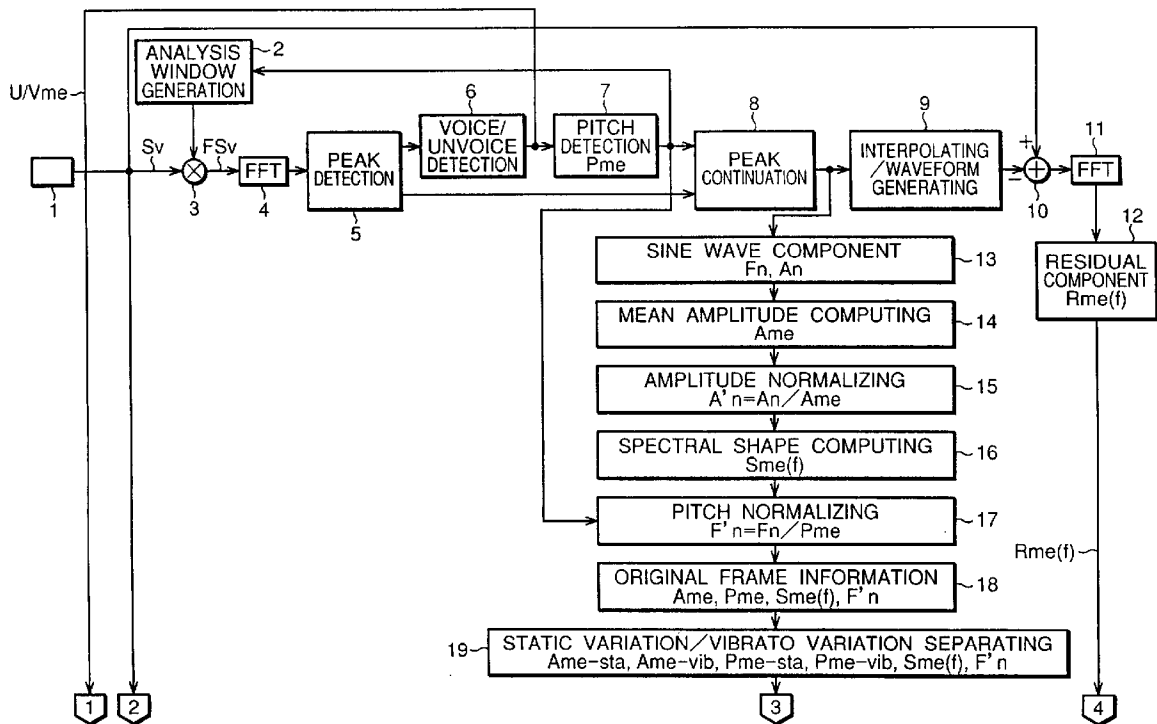 ANALYSIS
WINDOW
GENERATION
2
U/Vme
1
Sv
3
FSv
FFT
4
PEAK
DETECTION
5
6
VOICE/
UNVOICE
DETECTION
7
PITCH
DETECTION
Pme
8
PEAK
CONTINUATION
9
INTERPOLATING
/WAVEFORM
GENERATING
+
−
10
11
FFT
12
RESIDUAL
COMPONENT
Rme(f)
SINE WAVE COMPONENT
Fn, An
13
MEAN AMPLITUDE COMPUTING
Ame
14
AMPLITUDE NORMALIZING
A'n=An/Ame
15
SPECTRAL SHAPE COMPUTING
Sme(f)
16
PITCH NORMALIZING
F'n=Fn/Pme
17
ORIGINAL FRAME INFORMATION
Ame, Pme, Sme(f), F'n
18
Rme(f)
19
STATIC VARIATION/VIBRATO VARIATION SEPARATING
Ame-sta, Ame-vib, Pme-sta, Pme-vib, Sme(f), F'n
1
2
3
4